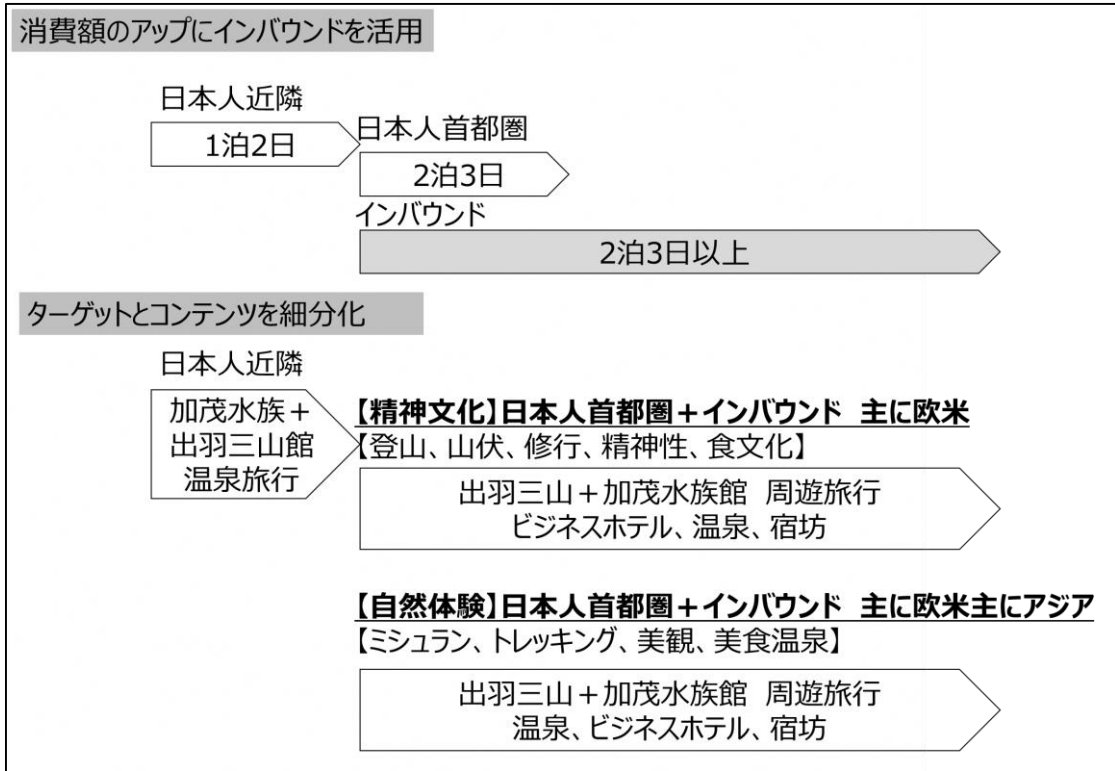 消費額のアップにインバウンドを活用
日本人近隣
1泊2日
日本人首都圏
2泊3日
インバウンド
2泊3日以上
ターゲットとコンテンツを細分化
日本人近隣
加茂水族＋
出羽三山館
温泉旅行
【精神文化】日本人首都圏＋インバウンド 主に欧米
【登山、山伏、修行、精神性、食文化】
出羽三山＋加茂水族館 周遊旅行
ビジネスホテル、温泉、宿坊
【自然体験】日本人首都圏＋インバウンド 主に欧米主にアジア
【ミシュラン、トレッキング、美観、美食温泉】
出羽三山＋加茂水族館 周遊旅行
温泉、ビジネスホテル、宿坊